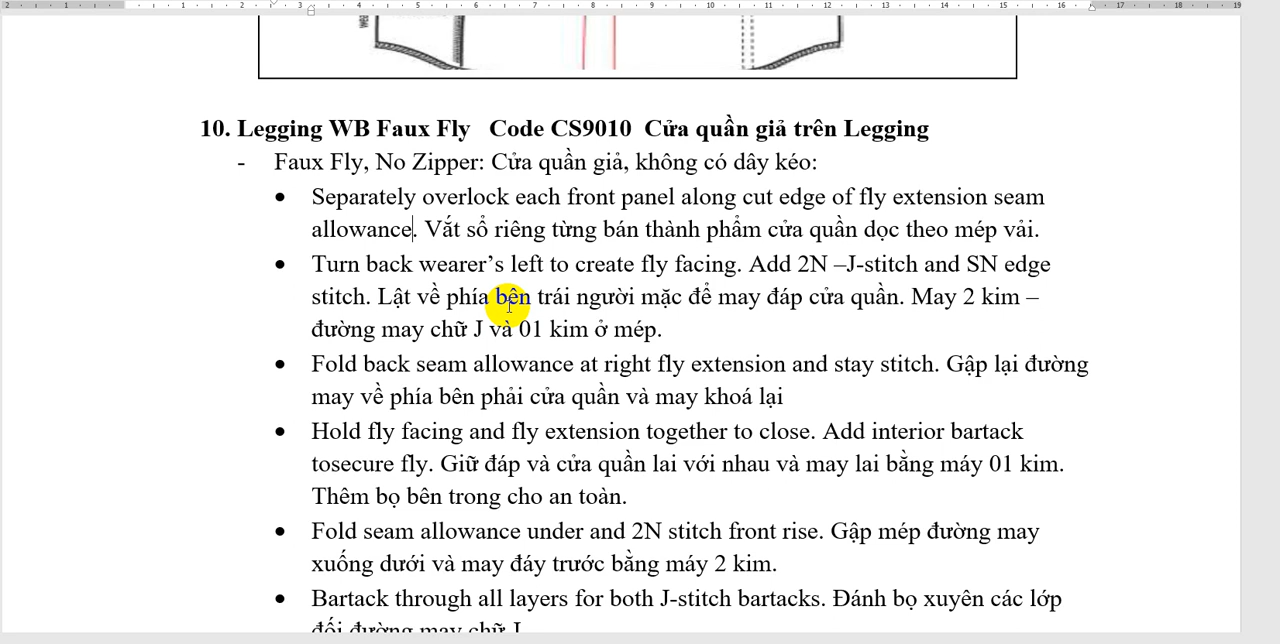 10. Legging WB Faux Fly   Code CS9010  Cửa quần giả trên Legging
- Faux Fly, No Zipper: Cửa quần giả, không có dây kéo:
• Separately overlock each front panel along cut edge of fly extension seam
allowance. Vắt sổ riêng từng bán thành phẩm cửa quần dọc theo mép vải.
• Turn back wearer’s left to create fly facing. Add 2N –J-stitch and SN edge
stitch. Lật về phía bên trái người mặc để may đáp cửa quần. May 2 kim –
đường may chữ J và 01 kim ở mép.
• Fold back seam allowance at right fly extension and stay stitch. Gập lại đường
may về phía bên phải cửa quần và may khoá lại
• Hold fly facing and fly extension together to close. Add interior bartack
tosecure fly. Giữ đáp và cửa quần lai với nhau và may lai bằng máy 01 kim.
Thêm bọ bên trong cho an toàn.
• Fold seam allowance under and 2N stitch front rise. Gập mép đường may
xuống dưới và may đáy trước bằng máy 2 kim.
• Bartack through all layers for both J-stitch bartacks. Đánh bọ xuyên các lớp
đối đường may chữ J